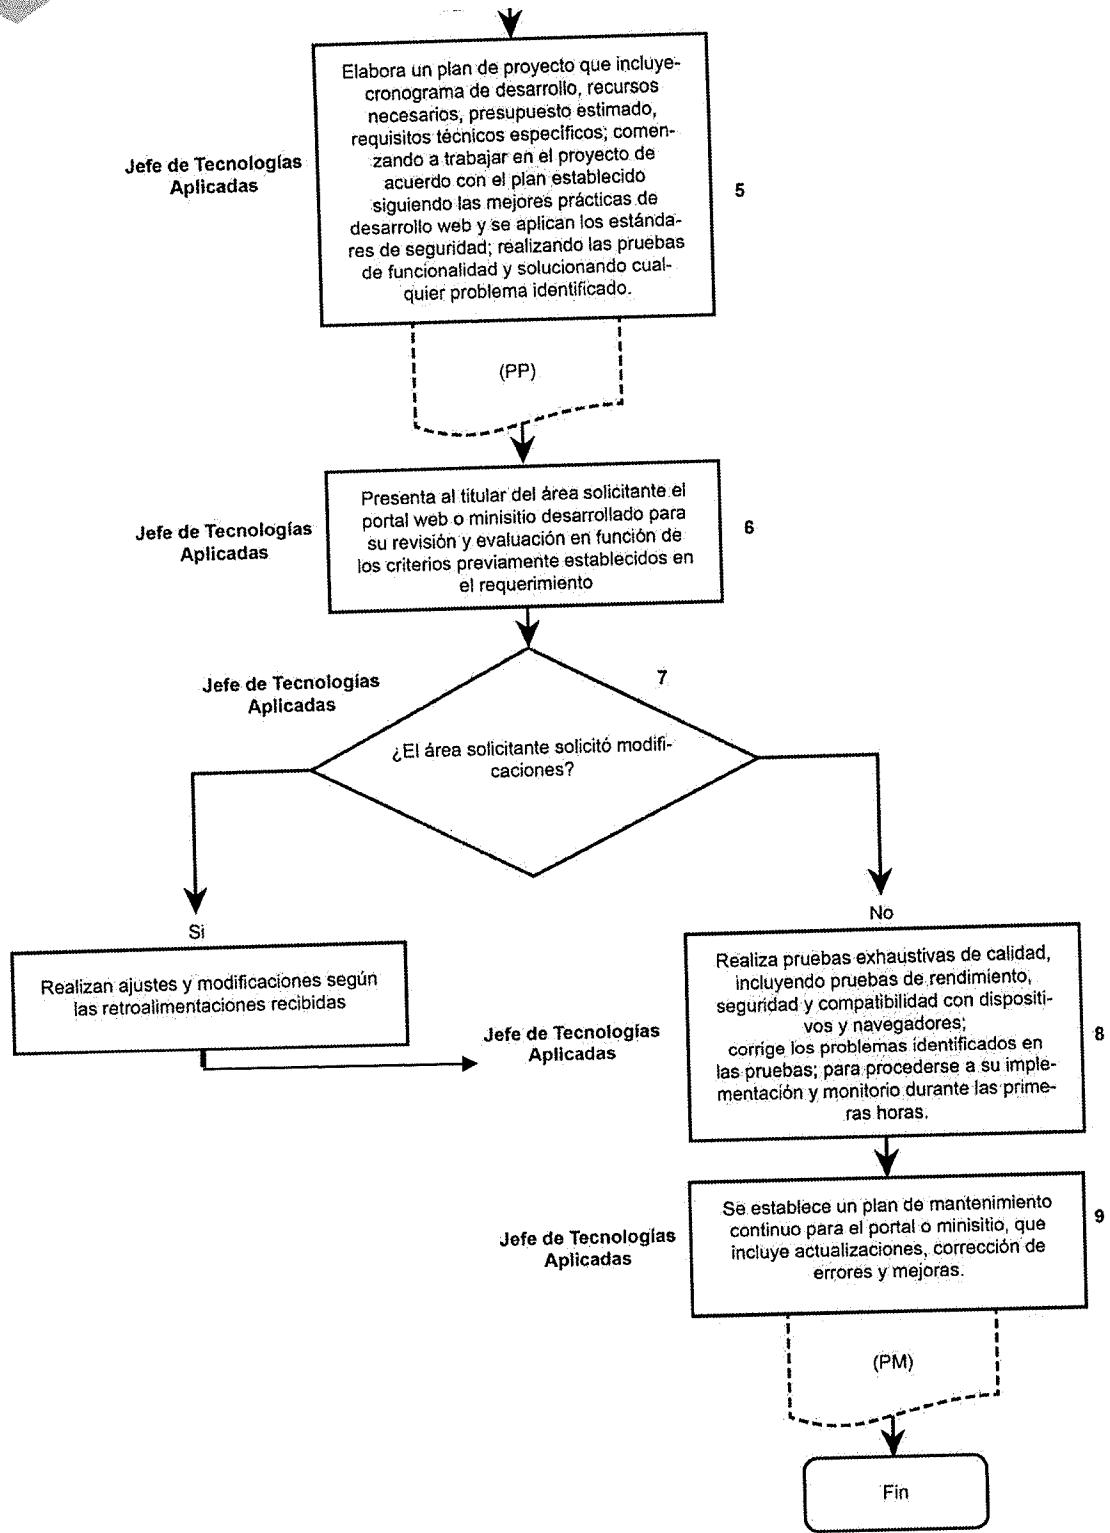 Elabora un plan de proyecto que incluye-
cronograma de desarrollo, recursos
necesarios, presupuesto estimado,
requisitos técnicos específicos; comen-
zando a trabajar en el proyecto de
acuerdo con el plan establecido
siguiendo las mejores prácticas de
desarrollo web y se aplican los estánda-
res de seguridad; realizando las pruebas
de funcionalidad y solucionando cual-
quier problema identificado.
Jefe de Tecnologías
Aplicadas
5
(PP)
Presenta al titular del área solicitante el
portal web o minisitio desarrollado para
su revisión y evaluación en función de
los criterios previamente establecidos en
el requerimiento
Jefe de Tecnologías
Aplicadas
6
Jefe de Tecnologías
Aplicadas
7
¿El área solicitante solicitó modifi-
caciones?
Si
No
Realizan ajustes y modificaciones según
las retroalimentaciones recibidas
Jefe de Tecnologías
Aplicadas
Realiza pruebas exhaustivas de calidad,
incluyendo pruebas de rendimiento,
seguridad y compatibilidad con dispositi-
vos y navegadores;
corrige los problemas identificados en
las pruebas; para procederse a su imple-
mentación y monitorio durante las prime-
ras horas.
8
Jefe de Tecnologías
Aplicadas
Se establece un plan de mantenimiento
continuo para el portal o minisitio, que
incluye actualizaciones, corrección de
errores y mejoras.
9
(PM)
Fin